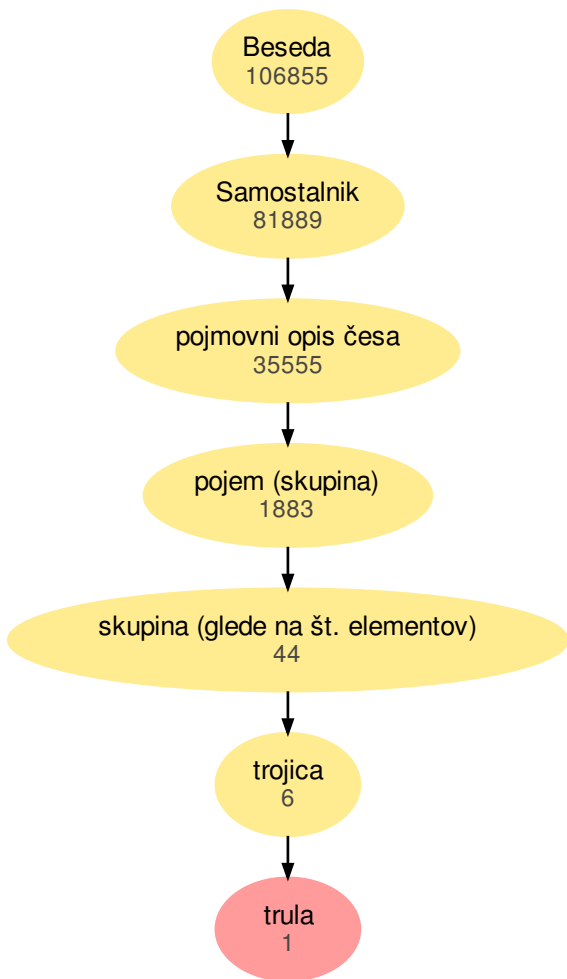 Beseda
106855
Samostalnik
81889
pojmovni opis česa
35555
pojem (skupina)
1883
skupina (glede na št. elementov)
44
trojica
6
trula
1